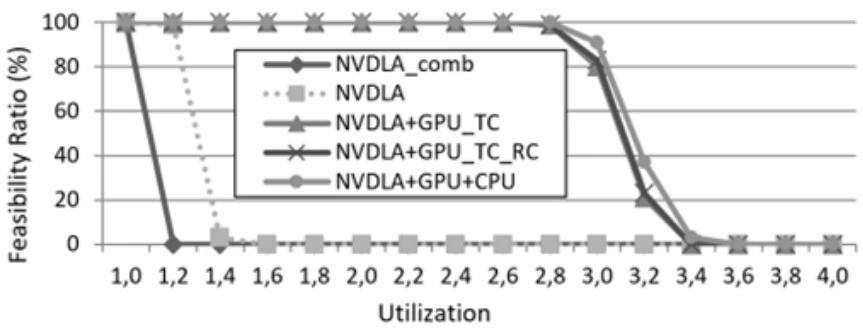 100
80
60
40
20
0
Feasibility Ratio (%)
NVDLA_comb
NVDLA
NVDLA+GPU_TC
NVDLA+GPU_TC_RC
NVDLA+GPU+CPU
1,0 1,2 1,4 1,6 1,8 2,0 2,2 2,4 2,6 2,8 3,0 3,2 3,4 3,6 3,8 4,0
Utilization